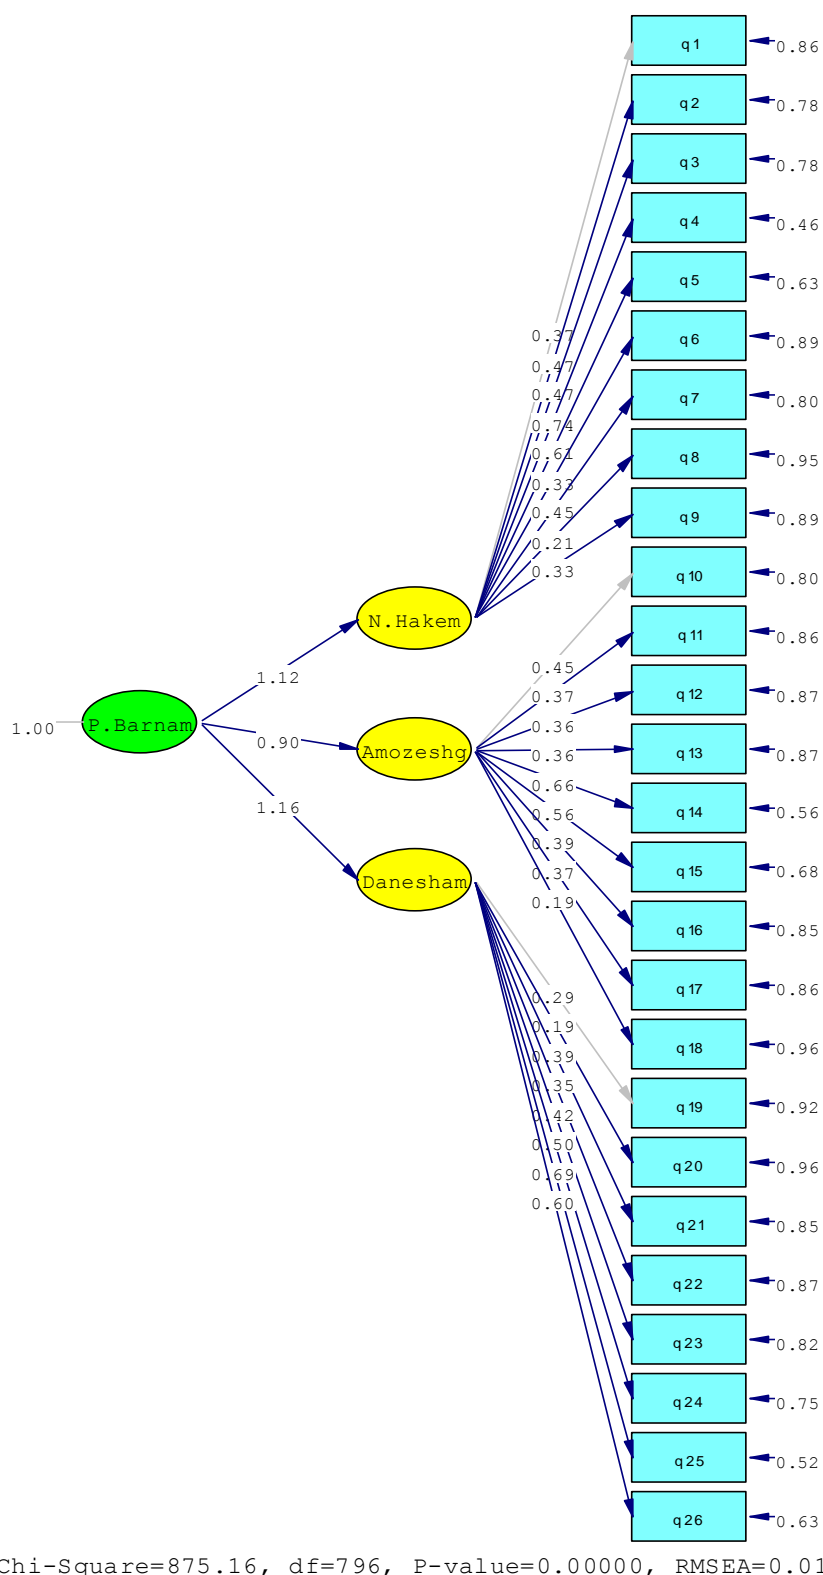 q1 0.86
q2 0.78
q3 0.78
q4 0.46
q5 0.63
q6 0.89
q7 0.80
q8 0.95
q9 0.89
q10 0.80
q11 0.86
q12 0.87
q13 0.87
q14 0.56
q15 0.68
q16 0.85
q17 0.86
q18 0.96
q19 0.92
q20 0.96
q21 0.85
q22 0.87
q23 0.82
q24 0.75
q25 0.52
q26 0.63
0.37
0.47
0.47
0.74
0.61
0.33
0.45
0.21
0.33
0.45
0.37
0.36
0.36
0.66
0.56
0.39
0.37
0.19
0.29
0.19
0.39
0.35
0.42
0.50
0.69
0.60
N.Hakem
Amozeshg
Danesham
1.12
0.90
1.16
1.00 P.Barnam
Chi-Square=875.16, df=796, P-value=0.00000, RMSEA=0.01